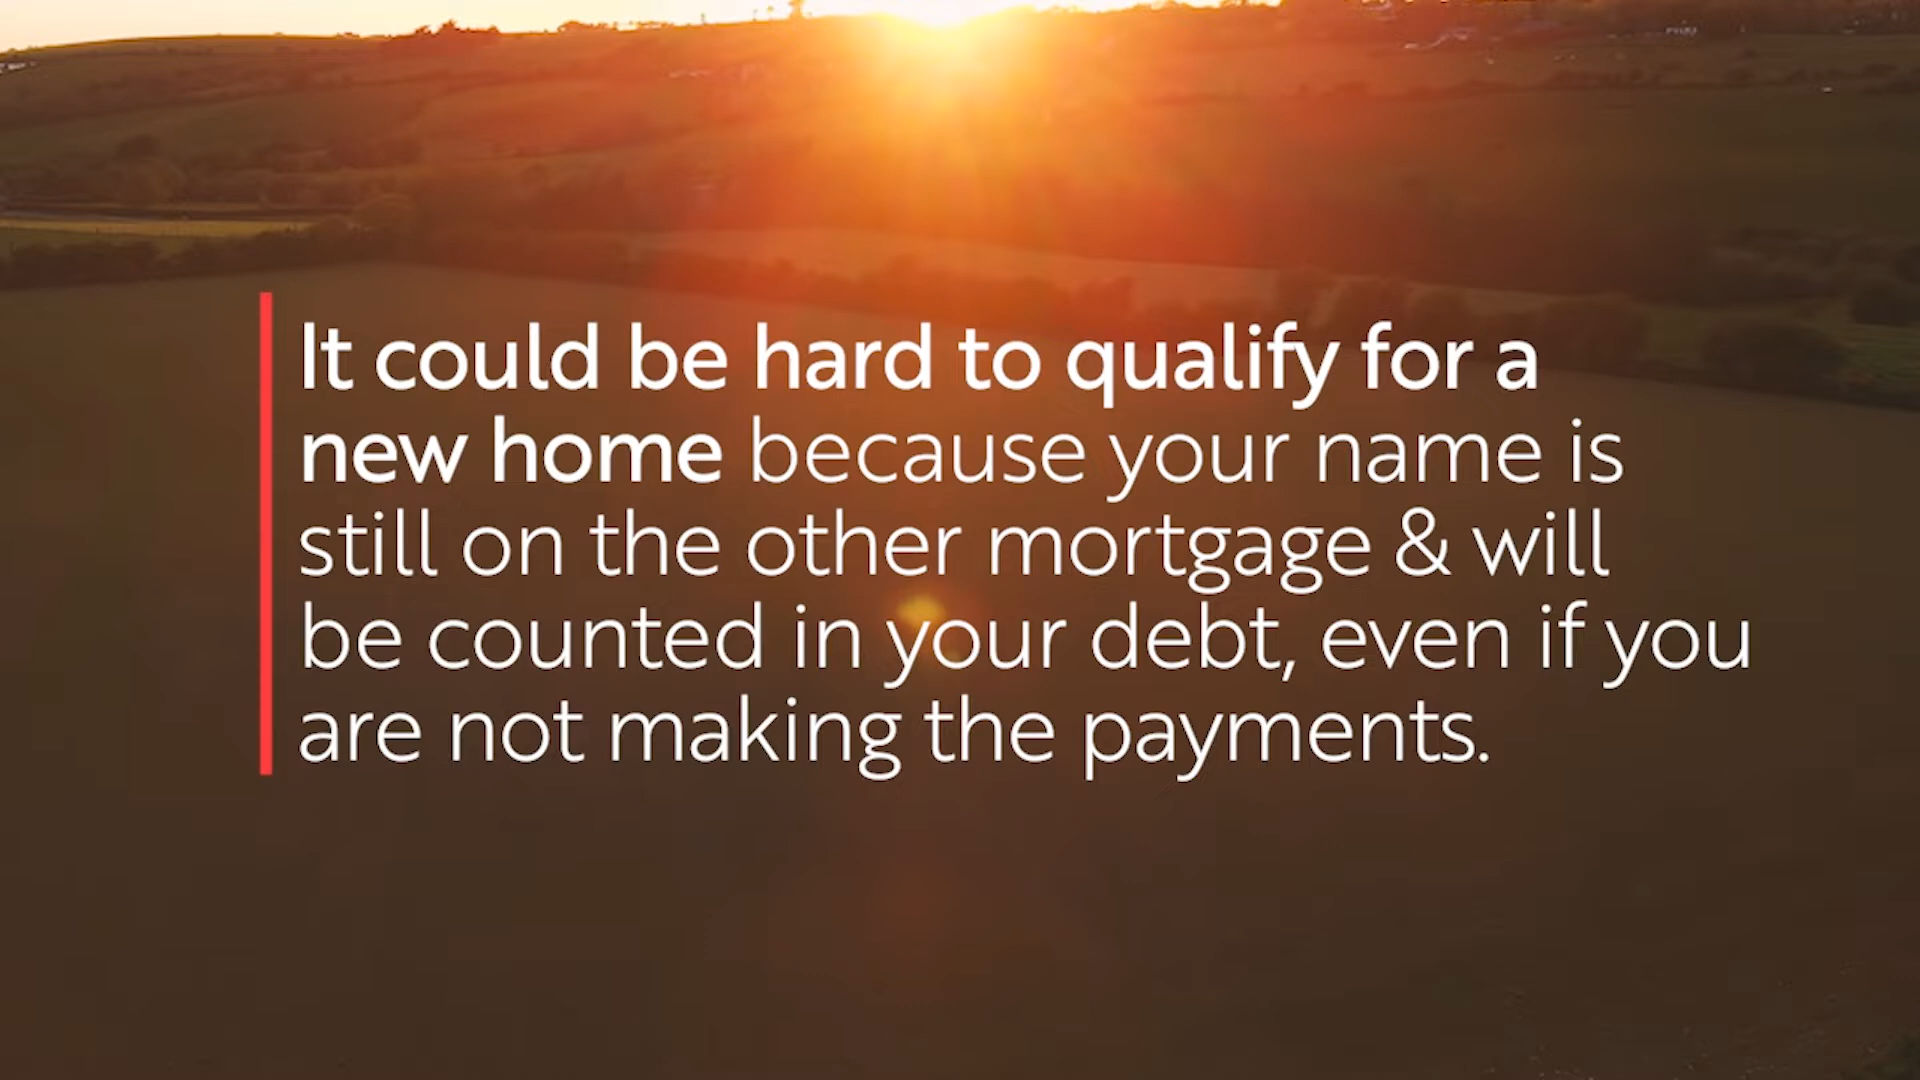 It could be hard to qualify for a
new home because your name is
still on the other mortgage & will
be counted in your debt, even if you
are not making the payments.